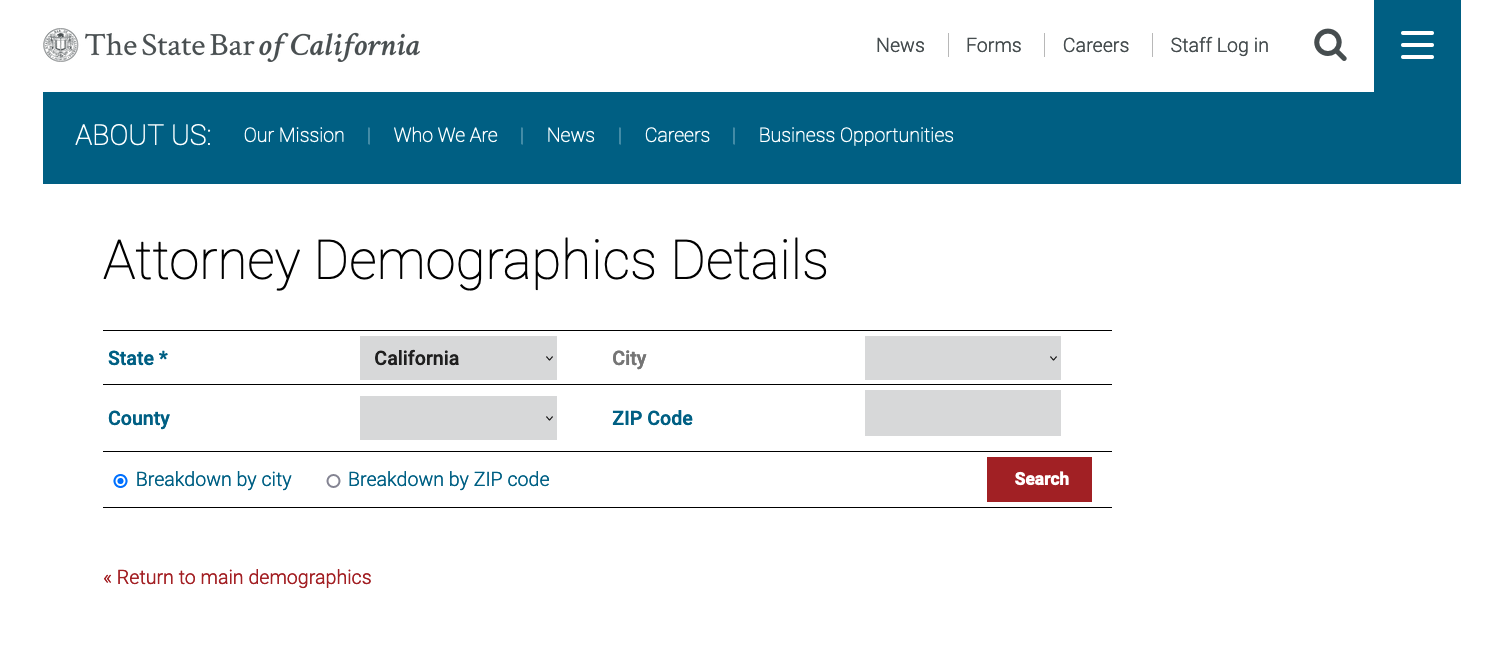 The State Bar of California
News Forms Careers Staff Log in
ABOUT US: Our Mission | Who We Are | News | Careers | Business Opportunities
Attorney Demographics Details
State * California City
County ZIP Code
Breakdown by city Breakdown by ZIP code Search
« Return to main demographics